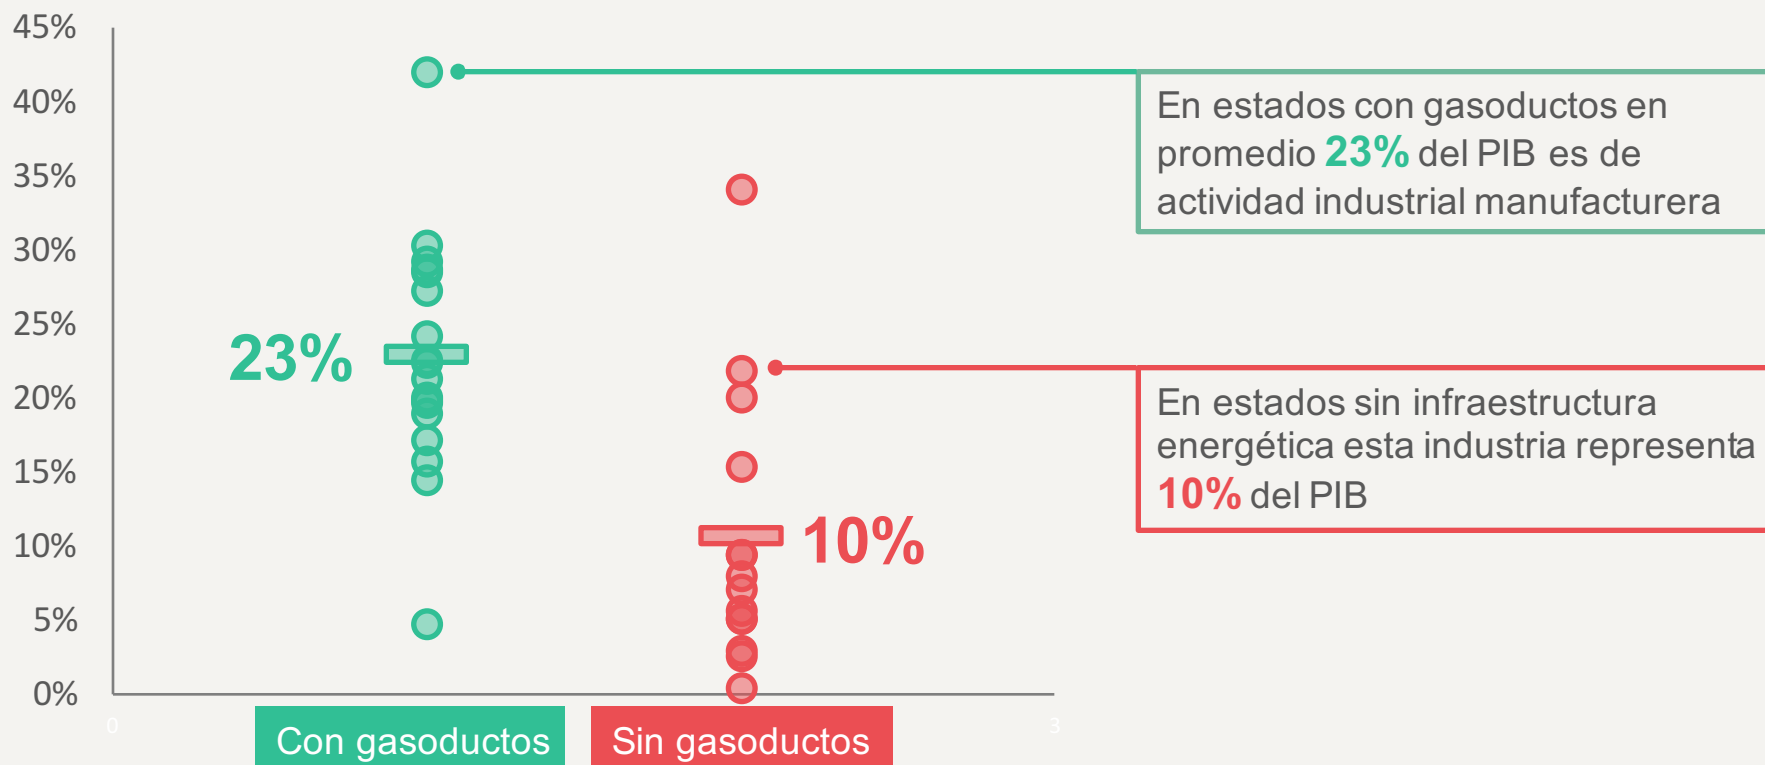 45%
40%
35%
30%
25%
20%
15%
10%
5%
0%
23%
10%
En estados con gasoductos en
promedio 23% del PIB es de
actividad industrial manufacturera
En estados sin infraestructura
energética esta industria representa
10% del PIB
0
3
Con gasoductos
Sin gasoductos